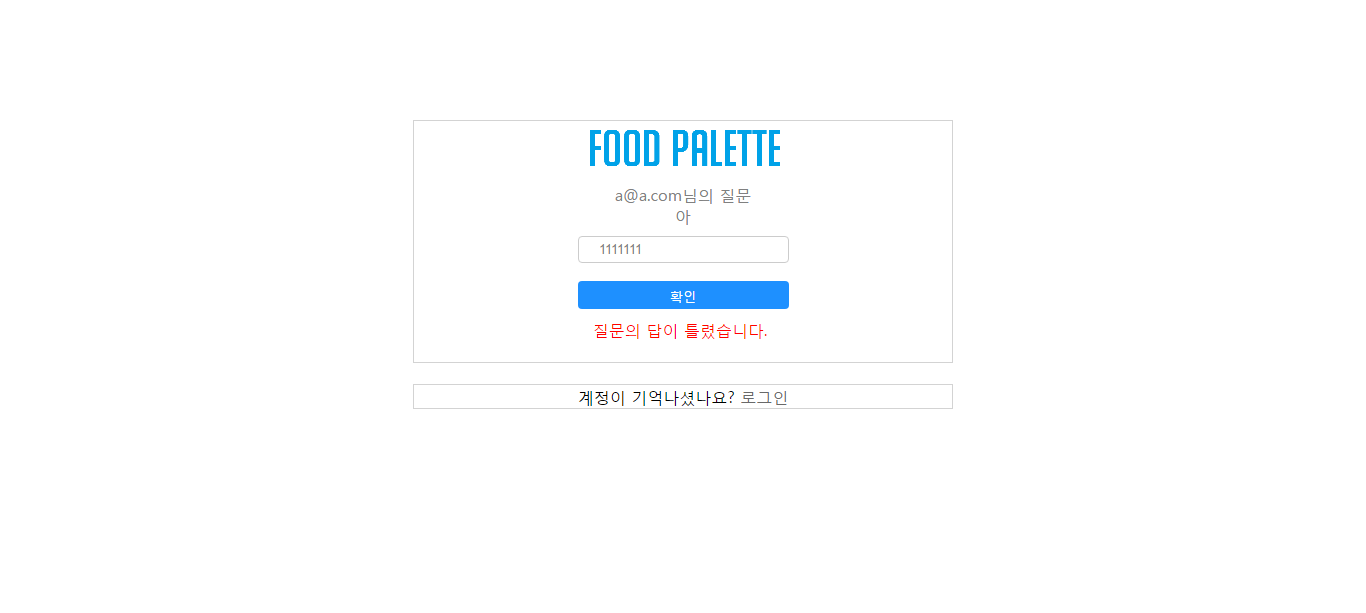 FOOD PALETTE
a@a.com님의 질문
아
1111111
확인
질문의 답이 틀렸습니다.
계정이 기억나셨나요? 로그인